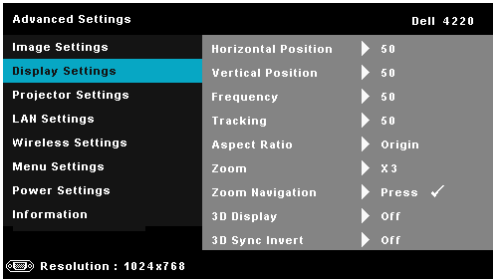 Advanced Settings Dell 4220
Image Settings
Display Settings
Projector Settings
LAN Settings
Wireless Settings
Menu Settings
Power Settings
Information
Horizontal Position 50
Vertical Position 50
Frequency 50
Tracking 50
Aspect Ratio Origin
Zoom X3
Zoom Navigation Press ✓
3D Display Off
3D Sync Invert Off
Resolution : 1024x768